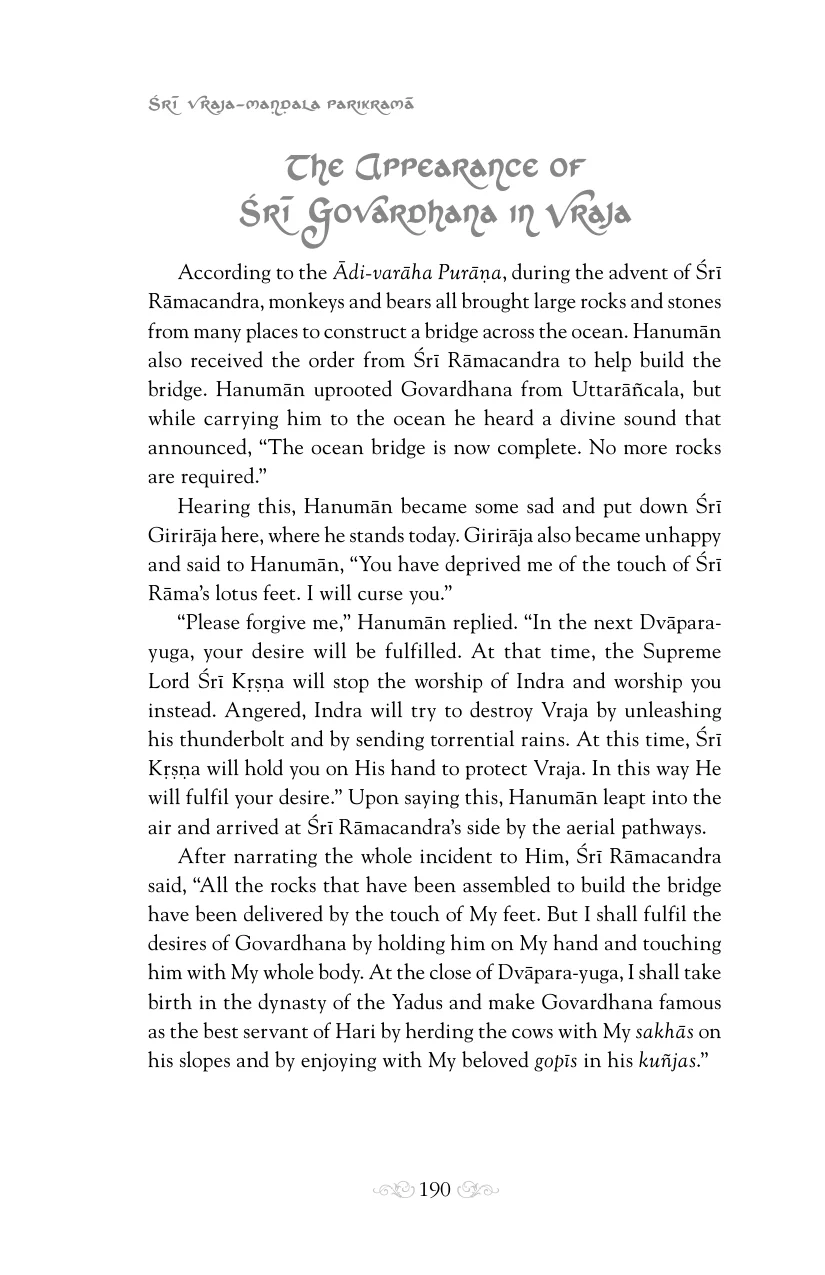 Śrī Vraja-maṇḍala Parikramā
The Appearance of
Śrī Govardhana in Vraja
According to the Ādi-varāha Purāṇa, during the advent of Śrī
Rāmacandra, monkeys and bears all brought large rocks and stones
from many places to construct a bridge across the ocean. Hanumān
also received the order from Śrī Rāmacandra to help build the
bridge. Hanumān uprooted Govardhana from Uttarāñcala, but
while carrying him to the ocean he heard a divine sound that
announced, “The ocean bridge is now complete. No more rocks
are required.”
Hearing this, Hanumān became some sad and put down Śrī
Girirāja here, where he stands today. Girirāja also became unhappy
and said to Hanumān, “You have deprived me of the touch of Śrī
Rāma’s lotus feet. I will curse you.”
“Please forgive me,” Hanumān replied. “In the next Dvāpara-
yuga, your desire will be fulfilled. At that time, the Supreme
Lord Śrī Kṛṣṇa will stop the worship of Indra and worship you
instead. Angered, Indra will try to destroy Vraja by unleashing
his thunderbolt and by sending torrential rains. At this time, Śrī
Kṛṣṇa will hold you on His hand to protect Vraja. In this way He
will fulfil your desire.” Upon saying this, Hanumān leapt into the
air and arrived at Śrī Rāmacandra’s side by the aerial pathways.
After narrating the whole incident to Him, Śrī Rāmacandra
said, “All the rocks that have been assembled to build the bridge
have been delivered by the touch of My feet. But I shall fulfil the
desires of Govardhana by holding him on My hand and touching
him with My whole body. At the close of Dvāpara-yuga, I shall take
birth in the dynasty of the Yadus and make Govardhana famous
as the best servant of Hari by herding the cows with My sakhās on
his slopes and by enjoying with My beloved gopīs in his kuñjas.”
190